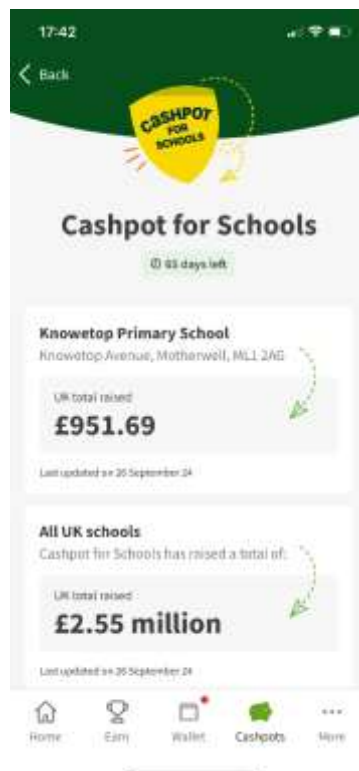 17:42
Back
CASHPOT
FOR
SCHOOLS
Cashpot for Schools
65 days left
Knowetop Primary School
Knowetop Avenue, Motherwell, ML1 2AG
UK total raised
£951.69
Last updated on 26 September 24
All UK schools
Cashpot for Schools has raised a total of:
UK total raised
£2.55 million
Last updated on 26 September 24
Home Earn Wallet Cashpots More